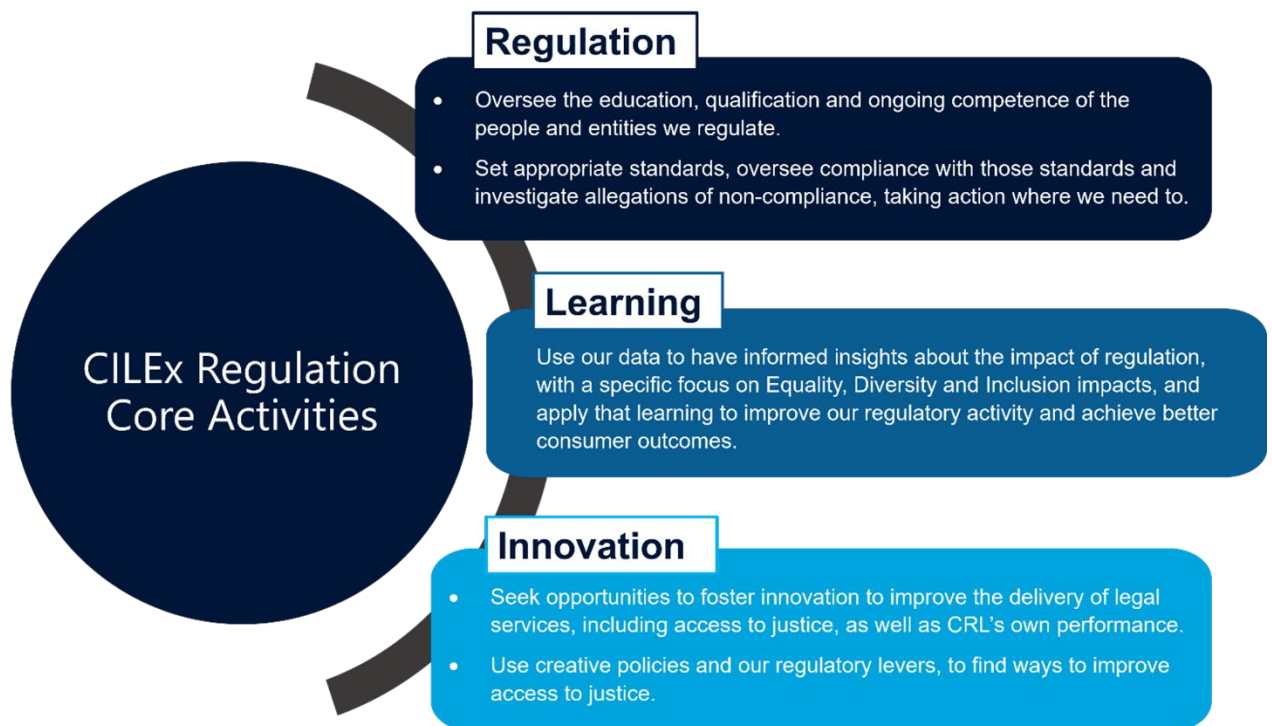 CILEx Regulation
Core Activities
Regulation
• Oversee the education, qualification and ongoing competence of the
people and entities we regulate.
• Set appropriate standards, oversee compliance with those standards and
investigate allegations of non-compliance, taking action where we need to.
Learning
Use our data to have informed insights about the impact of regulation,
with a specific focus on Equality, Diversity and Inclusion impacts, and
apply that learning to improve our regulatory activity and achieve better
consumer outcomes.
Innovation
• Seek opportunities to foster innovation to improve the delivery of legal
services, including access to justice, as well as CRL's own performance.
• Use creative policies and our regulatory levers, to find ways to improve
access to justice.